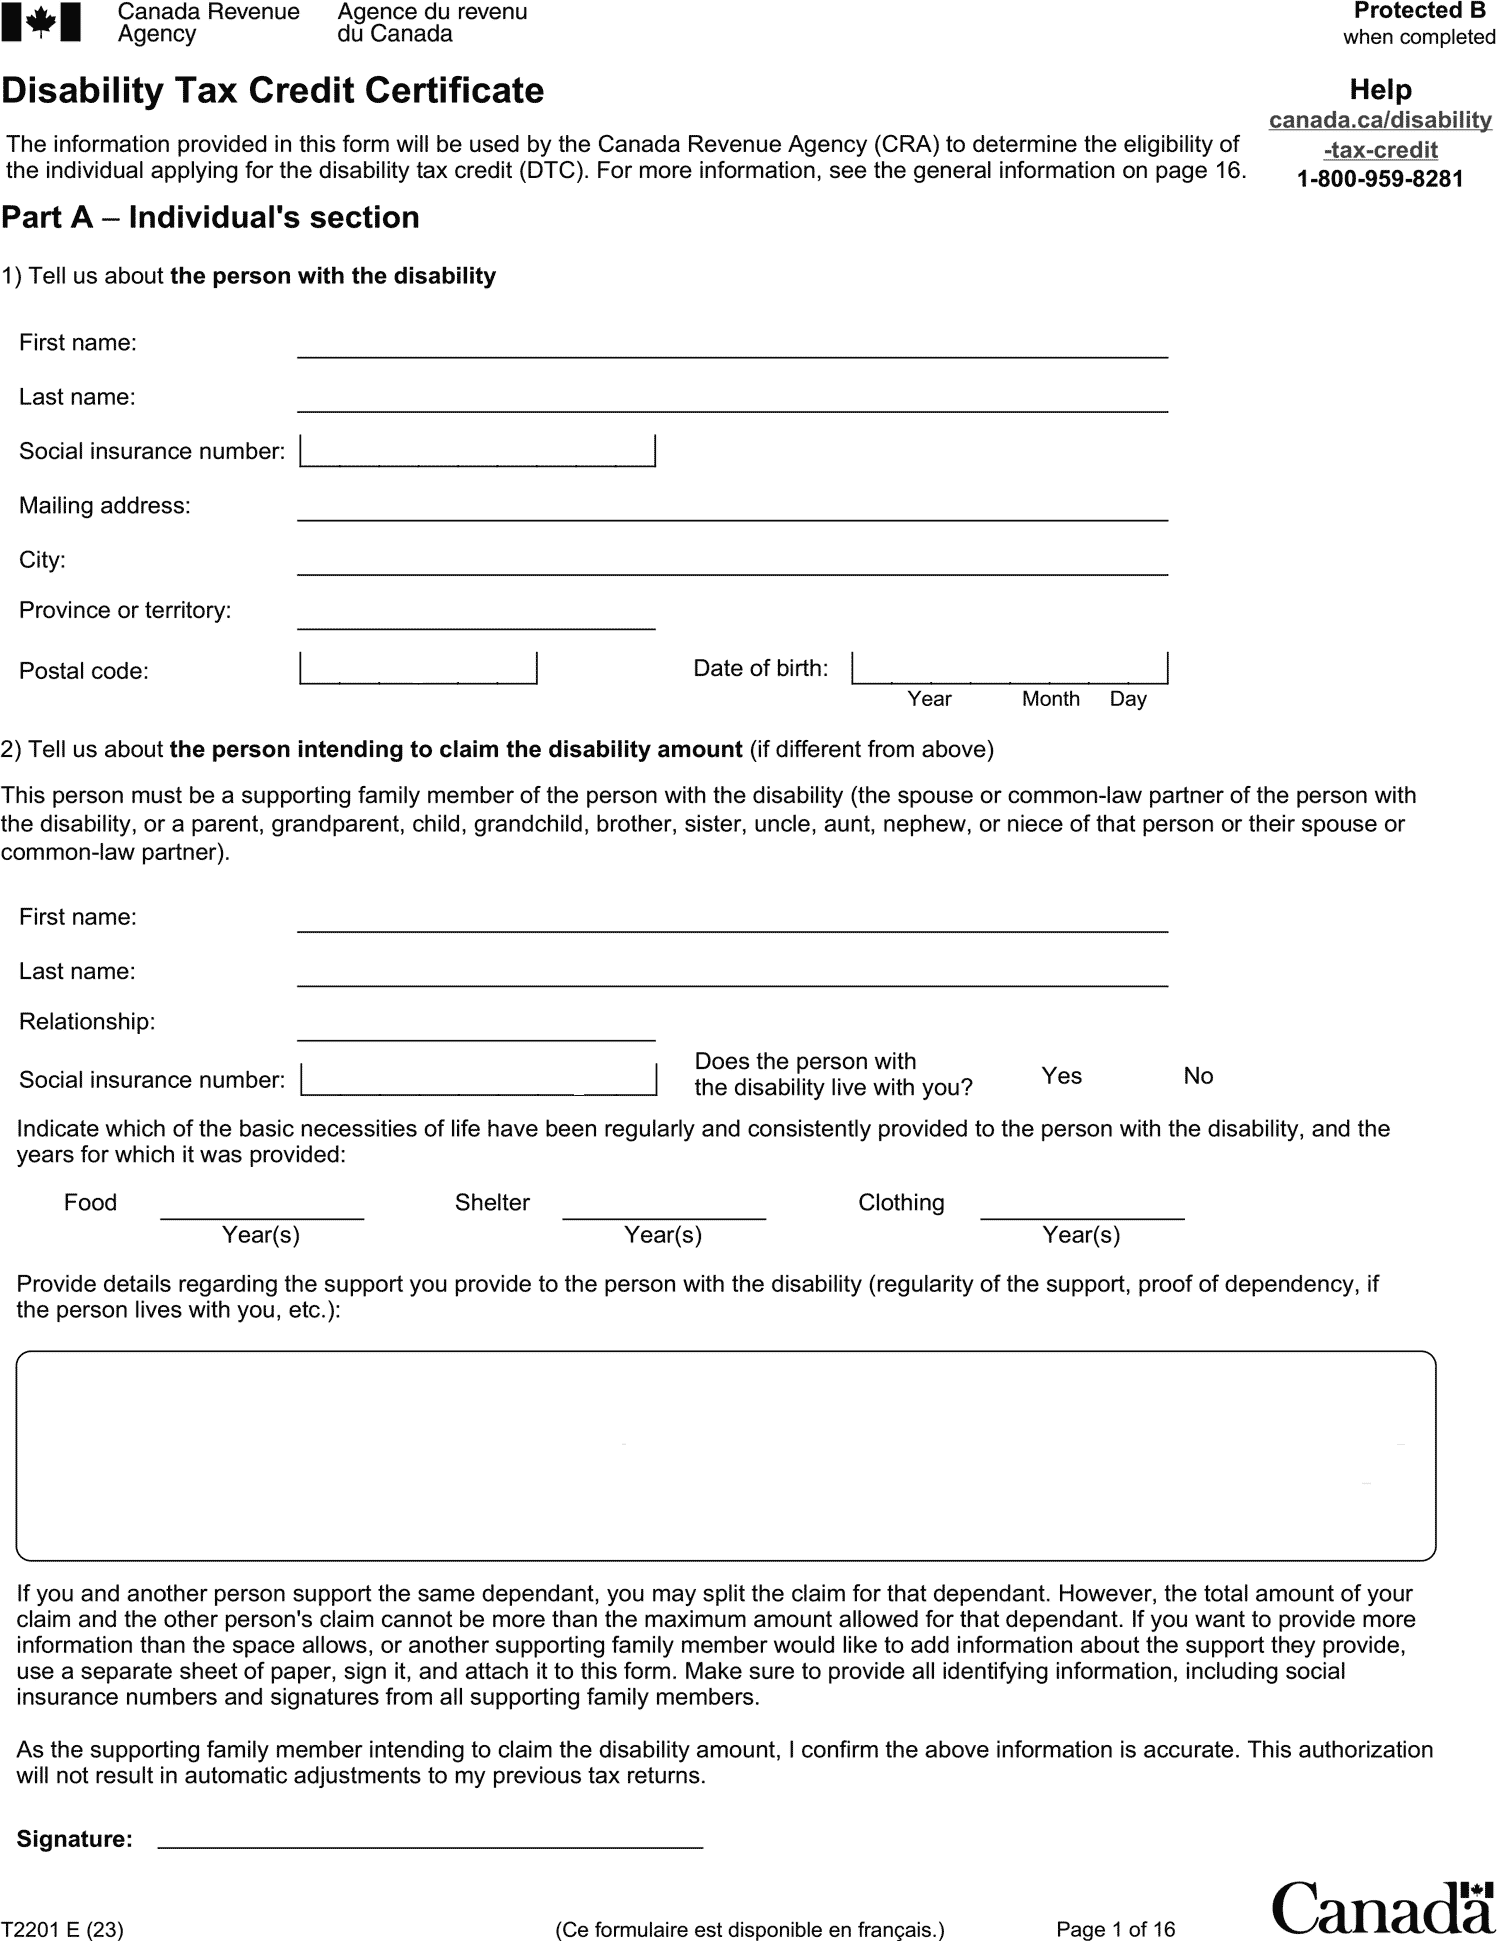 Canada Revenue Agency
Agence du revenu du Canada
Protected B
when completed
Disability Tax Credit Certificate
Help
canada.ca/disability
-tax-credit
1-800-959-8281
The information provided in this form will be used by the Canada Revenue Agency (CRA) to determine the eligibility of
the individual applying for the disability tax credit (DTC). For more information, see the general information on page 16.
Part A – Individual's section
1) Tell us about the person with the disability
First name:
Last name:
Social insurance number:
Mailing address:
City:
Province or territory:
Postal code: Date of birth:
Year Month Day
2) Tell us about the person intending to claim the disability amount (if different from above)
This person must be a supporting family member of the person with the disability (the spouse or common-law partner of the person with
the disability, or a parent, grandparent, child, grandchild, brother, sister, uncle, aunt, nephew, or niece of that person or their spouse or
common-law partner).
First name:
Last name:
Relationship:
Social insurance number:
Does the person with
the disability live with you? Yes No
Indicate which of the basic necessities of life have been regularly and consistently provided to the person with the disability, and the
years for which it was provided:
Food Shelter Clothing
Year(s) Year(s) Year(s)
Provide details regarding the support you provide to the person with the disability (regularity of the support, proof of dependency, if
the person lives with you, etc.):
If you and another person support the same dependant, you may split the claim for that dependant. However, the total amount of your
claim and the other person's claim cannot be more than the maximum amount allowed for that dependant. If you want to provide more
information than the space allows, or another supporting family member would like to add information about the support they provide,
use a separate sheet of paper, sign it, and attach it to this form. Make sure to provide all identifying information, including social
insurance numbers and signatures from all supporting family members.
As the supporting family member intending to claim the disability amount, I confirm the above information is accurate. This authorization
will not result in automatic adjustments to my previous tax returns.
Signature:
T2201 E (23) (Ce formulaire est disponible en français.) Page 1 of 16
Canada